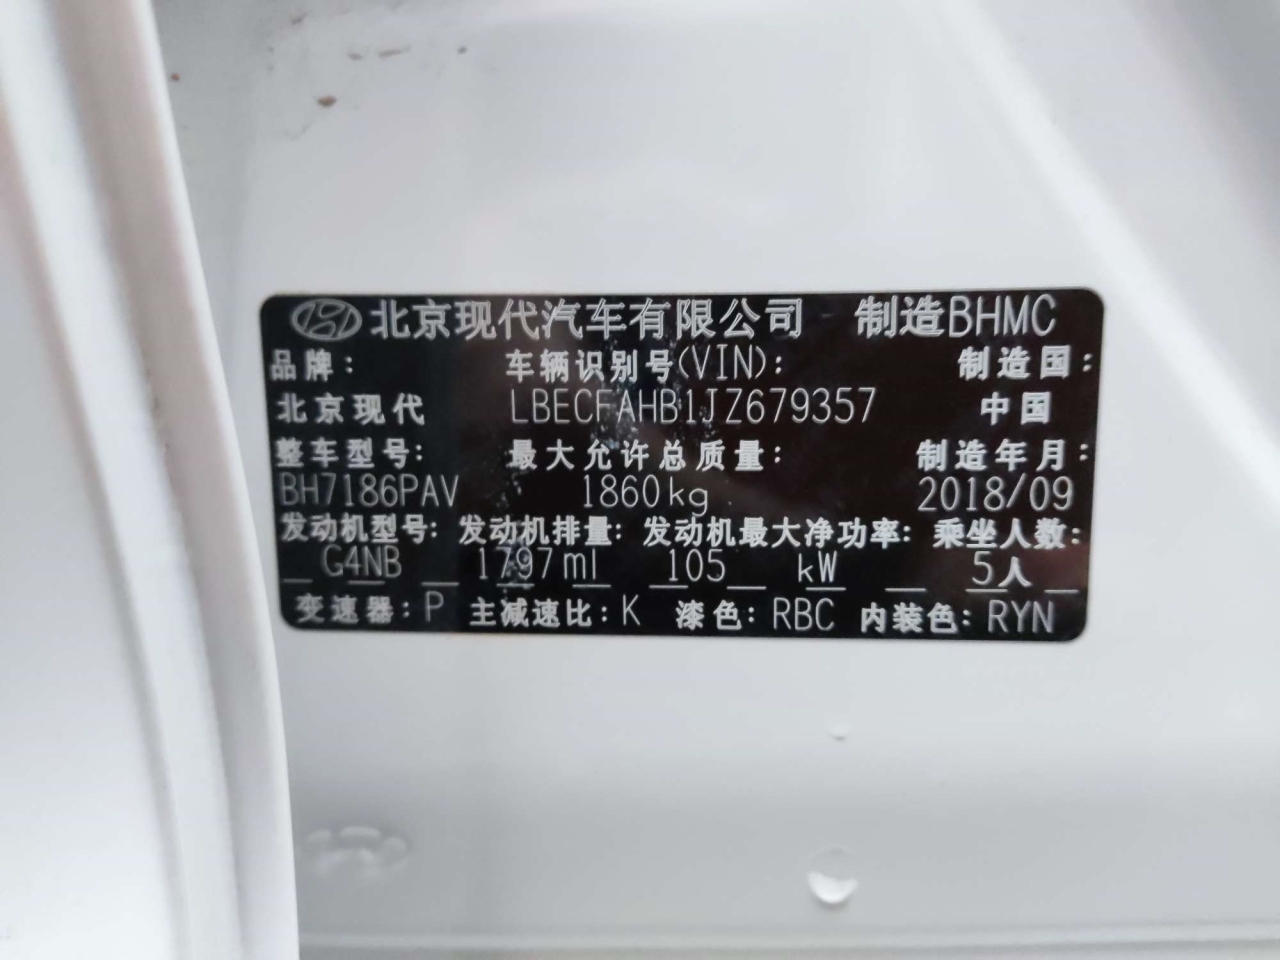 北京现代汽车有限公司 制造BHMC
品牌： 车辆识别号(VIN)： 制造国：
北京现代 LBECFAHB1JZ679357 中国
整车型号： 最大允许总质量： 制造年月：
BH7186PAV 1860kg 2018/09
发动机型号： 发动机排量： 发动机最大净功率： 乘坐人数：
G4NB 1797ml 105 kW 5人
变速器：P 主减速比：K 漆色：RBC 内装色：RYN